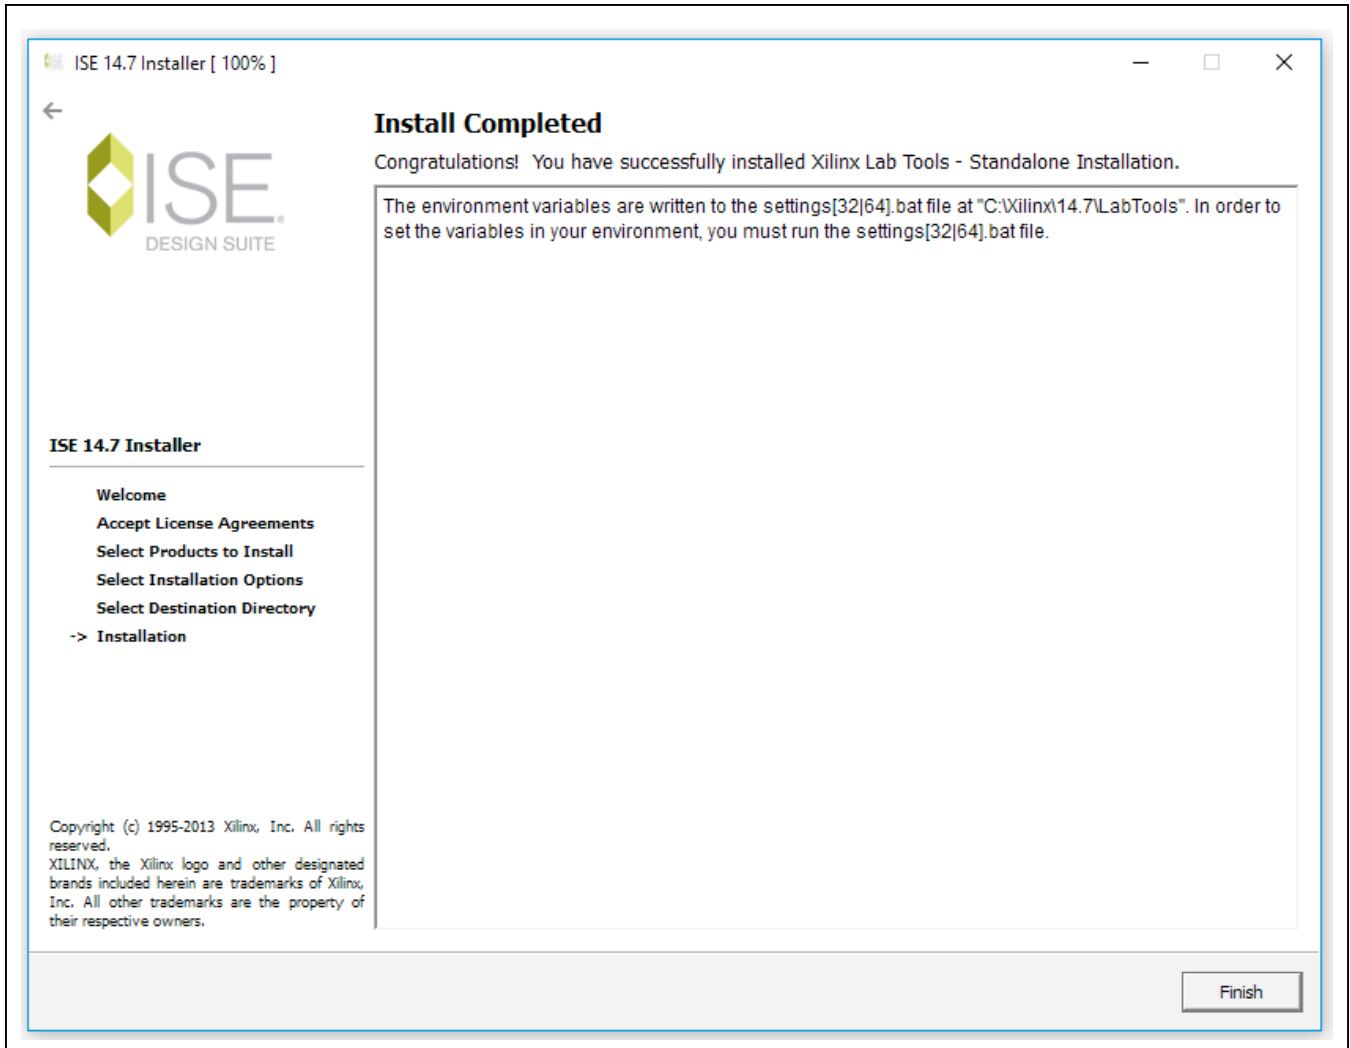 ISE 14.7 Installer [ 100% ]
ISE
DESIGN SUITE
Install Completed
Congratulations!  You have successfully installed Xilinx Lab Tools - Standalone Installation.
The environment variables are written to the settings[32|64].bat file at "C:\Xilinx\14.7\LabTools". In order to
set the variables in your environment, you must run the settings[32|64].bat file.
ISE 14.7 Installer
Welcome
Accept License Agreements
Select Products to Install
Select Installation Options
Select Destination Directory
-> Installation
Copyright (c) 1995-2013 Xilinx, Inc. All rights
reserved.
XILINX, the Xilinx logo and other designated
brands included herein are trademarks of Xilinx,
Inc. All other trademarks are the property of
their respective owners.
Finish